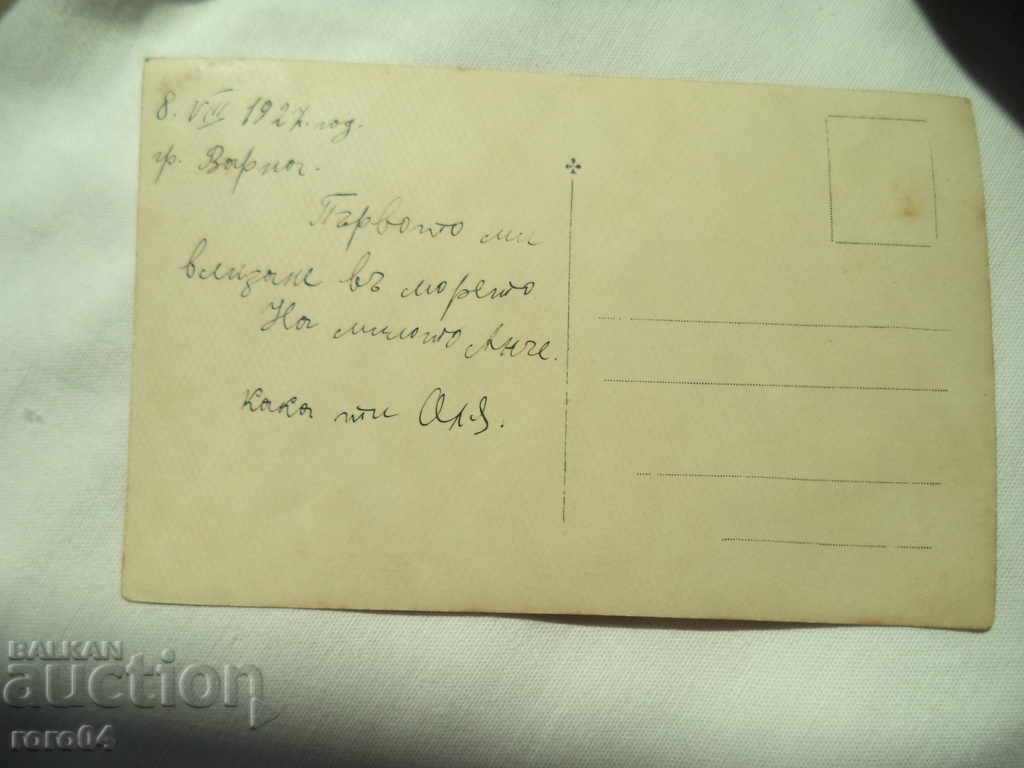 8. VIII 1927. год.
гр. Варна.
Първото ми
влизане въ морето
На милото Анче.
кака ти Оля.
BALKAN
auction
roro04